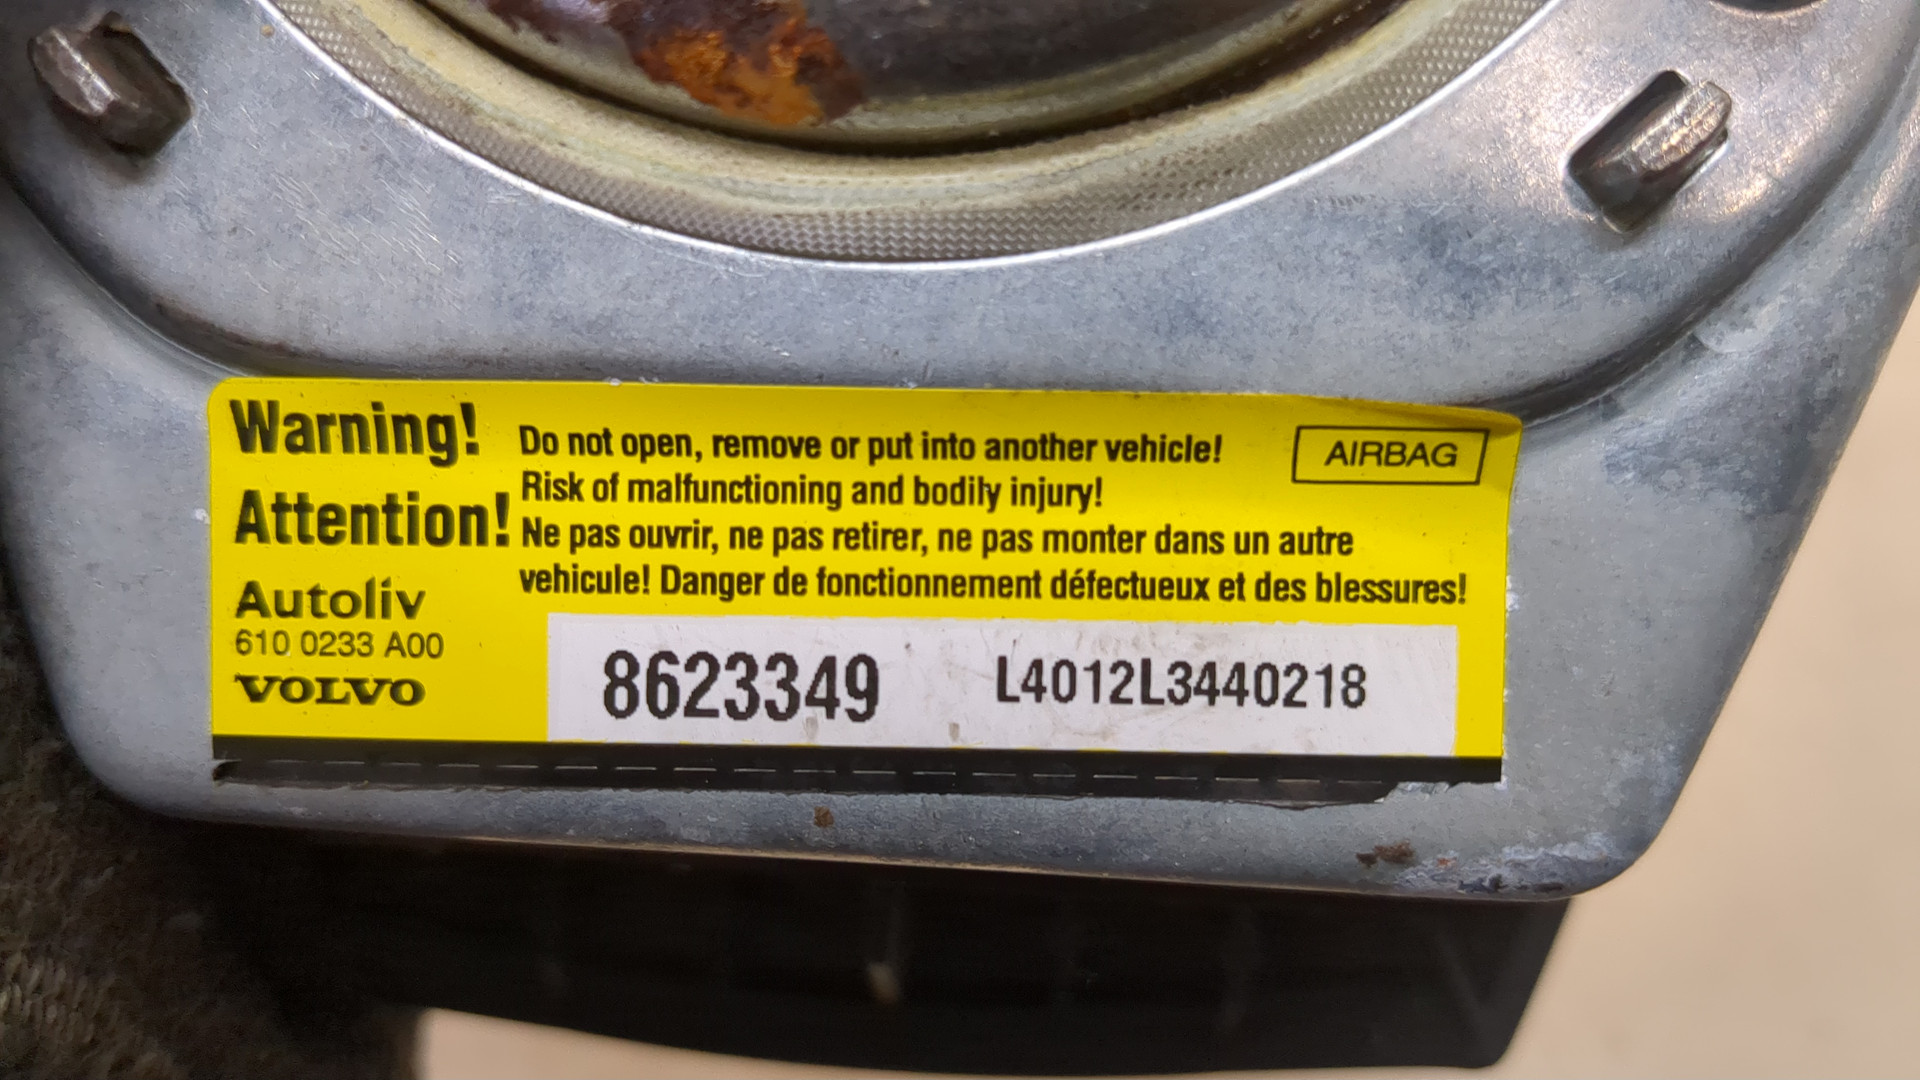 Warning!
Attention!
Do not open, remove or put into another vehicle!
Risk of malfunctioning and bodily injury!
Ne pas ouvrir, ne pas retirer, ne pas monter dans un autre
vehicule! Danger de fonctionnement défectueux et des blessures!
AIRBAG
Autoliv
610 0233 A00
VOLVO
8623349 L4012L3440218